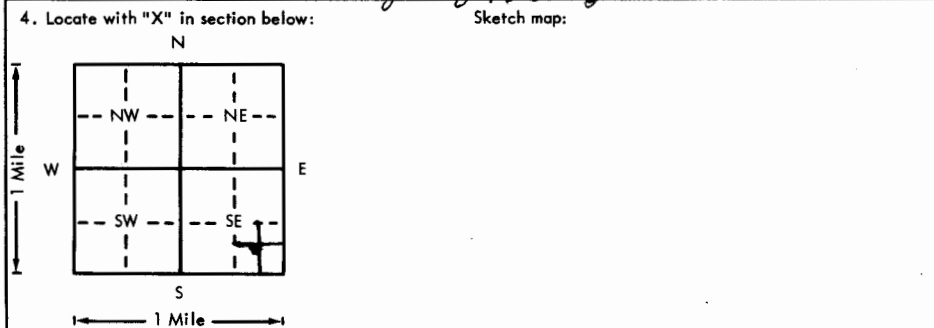 4. Locate with "X" in section below:
Sketch map:
N
NW
NE
W
E
1 Mile
SW
SE
S
1 Mile